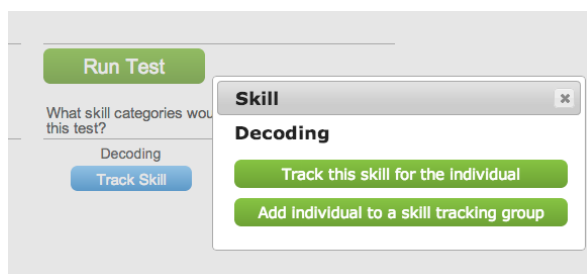 Run Test
What skill categories wou
this test?
Decoding
Track Skill
Skill
Decoding
Track this skill for the individual
Add individual to a skill tracking group